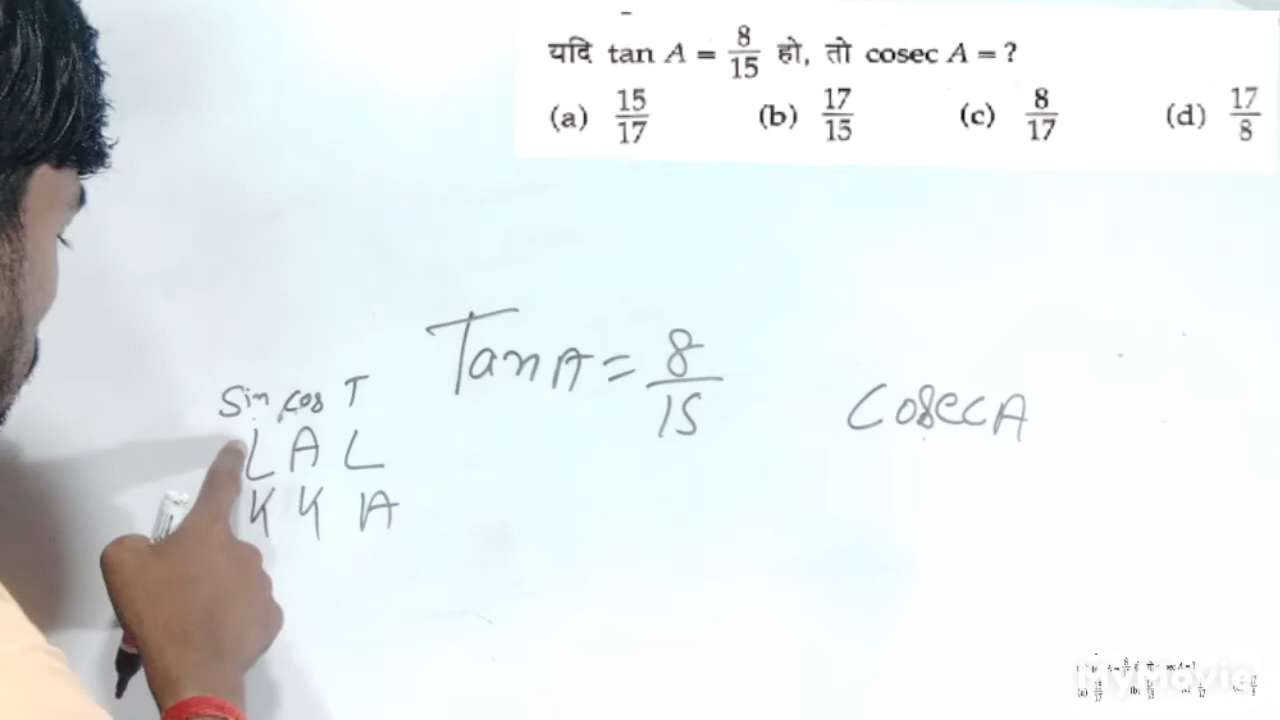 यदि tan A = 8/15 हो, तो cosec A = ?
(a) 15/17 (b) 17/15 (c) 8/17 (d) 17/8
Tan A = 8/15
Cosec A
Sin Cos T
L A L
K K A
MyMovie